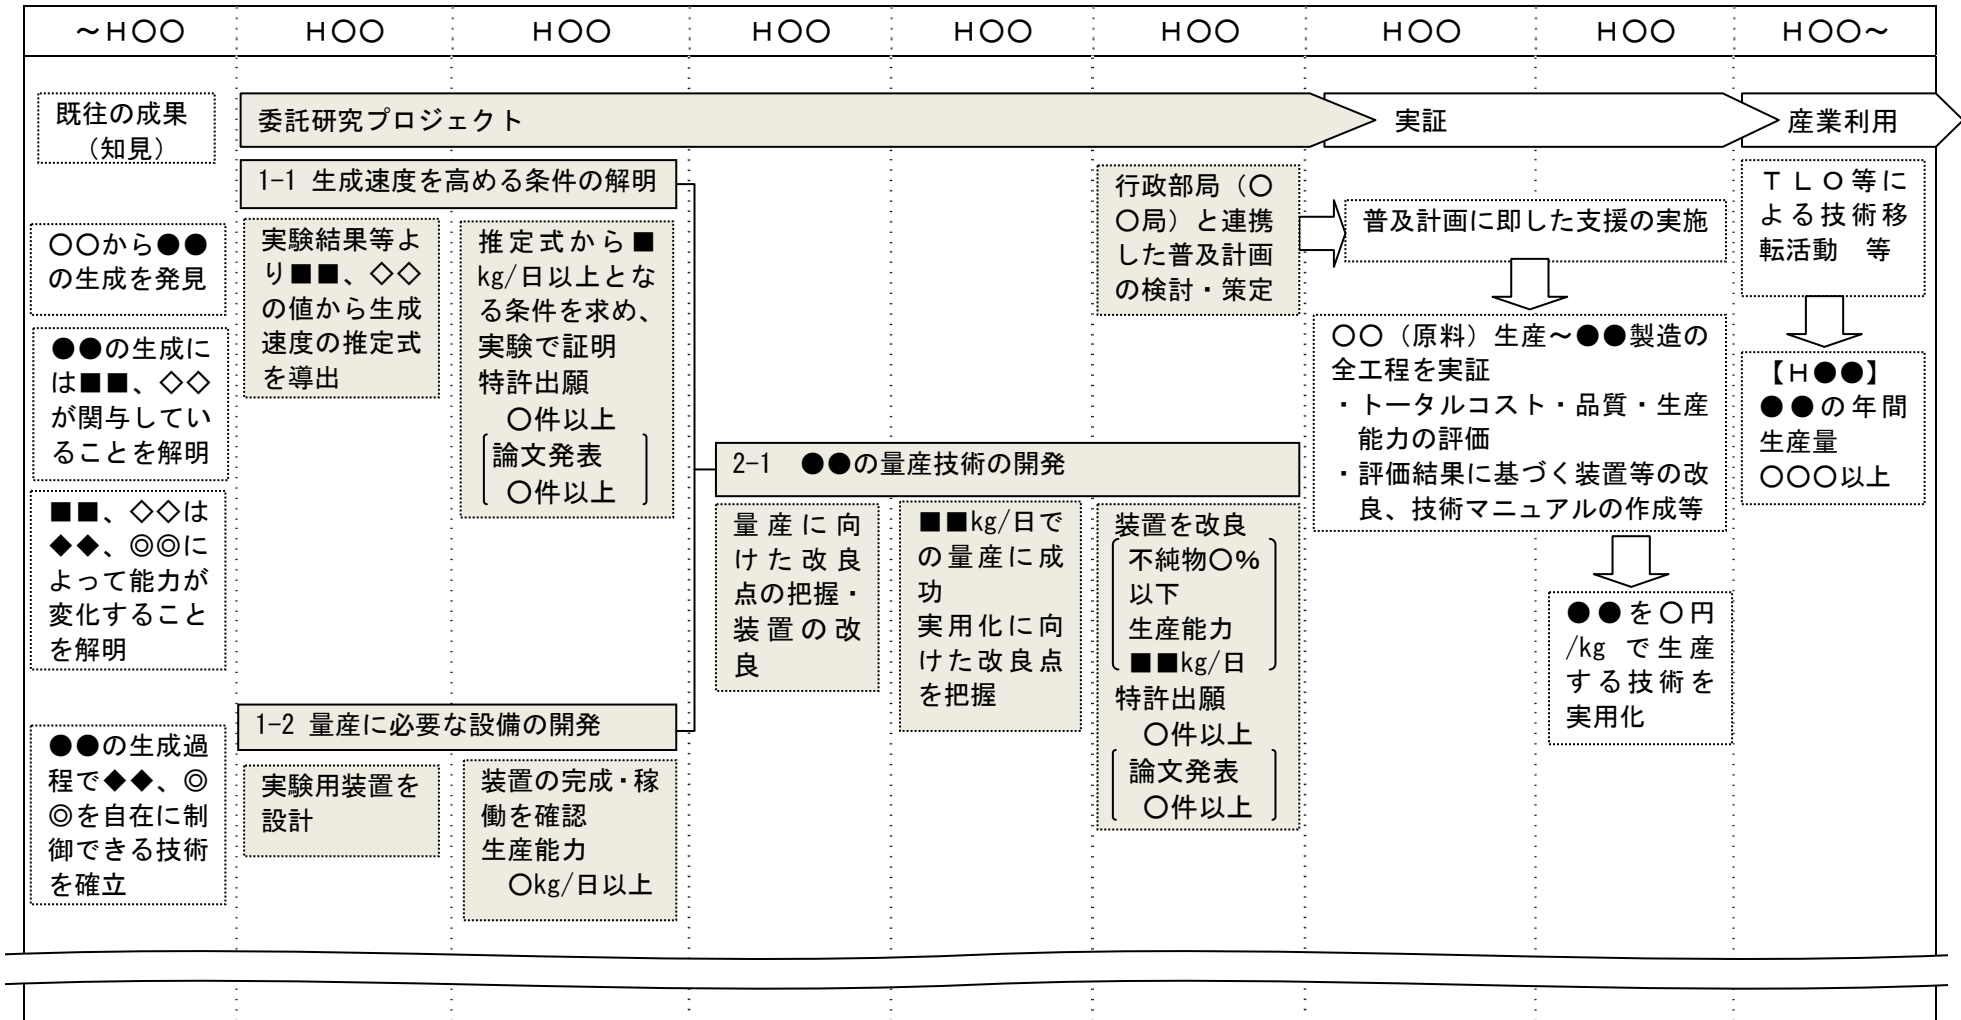 ～H〇〇
H〇〇
H〇〇
H〇〇
H〇〇
H〇〇
H〇〇
H〇〇
H〇〇～
既往の成果
（知見）
委託研究プロジェクト
実証
産業利用
〇〇から●●
の生成を発見
●●の生成に
は■■、◇◇
が関与してい
ることを解明
■■、◇◇は
◆◆、◎◎に
よって能力が
変化すること
を解明
●●の生成過
程で◆◆、◎
◎を自在に制
御できる技術
を確立
1-1 生成速度を高める条件の解明
実験結果等よ
り■■、◇◇
の値から生成
速度の推定式
を導出
推定式から■
kg/日以上とな
る条件を求め、
実験で証明
特許出願
〇件以上
論文発表
〇件以上
1-2 量産に必要な設備の開発
実験用装置を
設計
装置の完成・稼
働を確認
生産能力
〇kg/日以上
2-1 ●●の量産技術の開発
量産に向
けた改良
点の把握・
装置の改
良
■■kg/日で
の量産に成
功
実用化に向
けた改良点
を把握
装置を改良
不純物〇%
以下
生産能力
■■kg/日
特許出願
〇件以上
論文発表
〇件以上
行政部局（〇
〇局）と連携
した普及計画
の検討・策定
普及計画に即した支援の実施
〇〇（原料）生産～●●製造の
全工程を実証
・トータルコスト・品質・生産
能力の評価
・評価結果に基づく装置等の改
良、技術マニュアルの作成等
●●を〇円
/kg で生産
する技術を
実用化
ＴＬＯ等に
よる技術移
転活動　等
【H●●】
●●の年間
生産量
〇〇〇以上